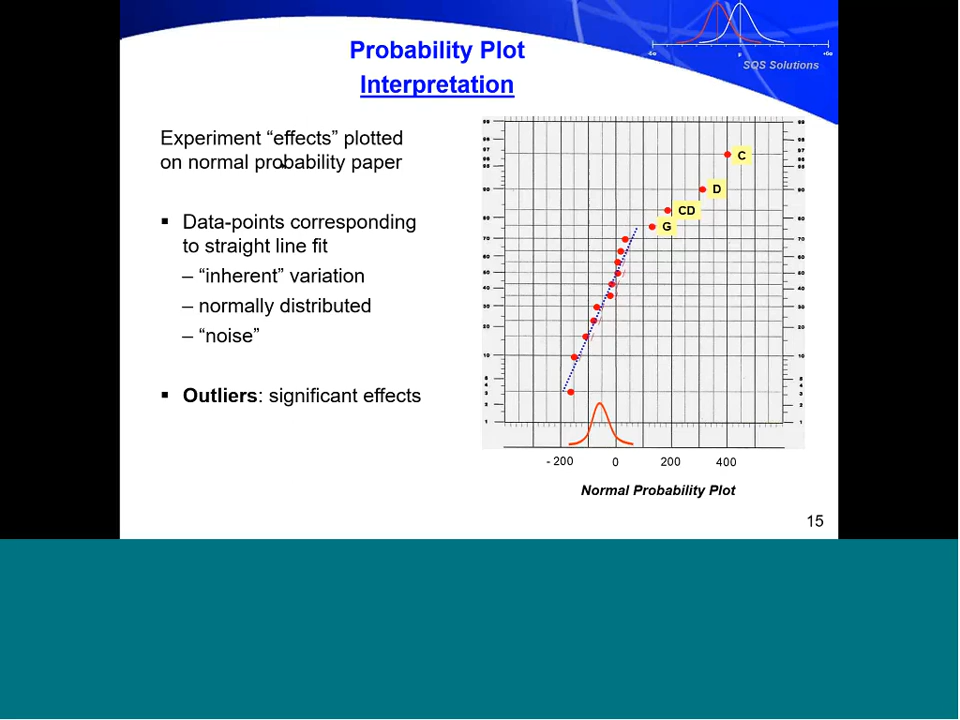 Probability Plot
Interpretation
SQS Solutions
Experiment “effects” plotted
on normal probability paper
▪ Data-points corresponding
to straight line fit
– “inherent” variation
– normally distributed
– “noise”
▪ Outliers: significant effects
C
D
CD
G
- 200 0 200 400
Normal Probability Plot
15